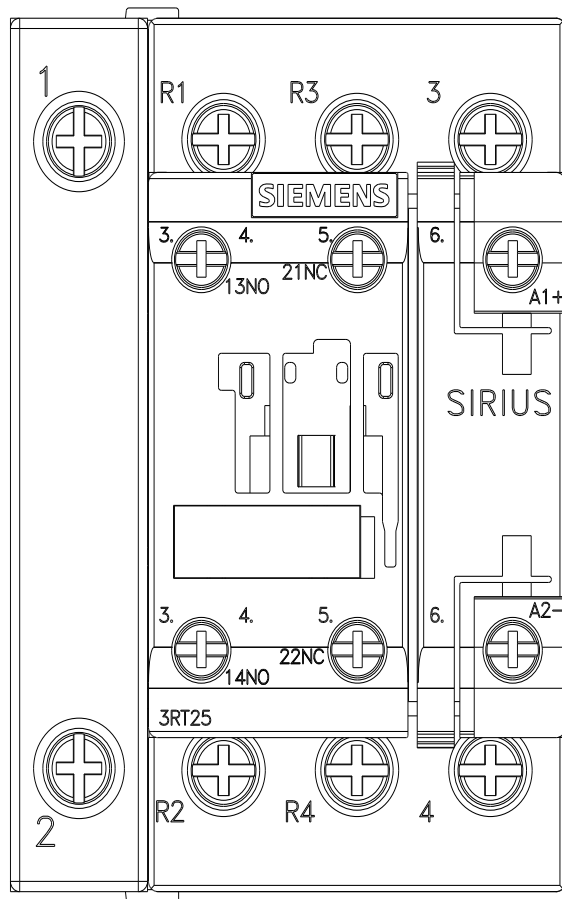 1 R1 R3 3
SIEMENS
3. 4. 5. 6.
13NO 21NC A1+
SIRIUS
3. 4. 5. 6. A2-
14NO 22NC
3RT25
R2 R4 4
2